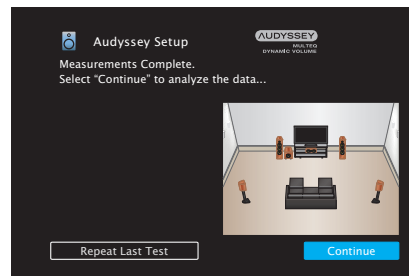 Audyssey Setup
AUDYSSEY
MULTEQ
DYNAMIC VOLUME
Measurements Complete.
Select “Continue” to analyze the data...
Repeat Last Test
Continue